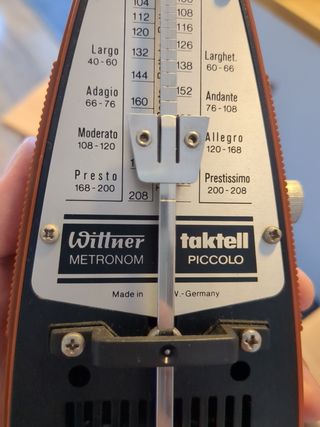 104
112
120
132
144
160
208
126
138
152
Largo
40 - 60
Larghet.
60 - 66
Adagio
66 - 76
Andante
76 - 108
Moderato
108 - 120
Allegro
120 - 168
Presto
168 - 200
Prestissimo
200 - 208
Wittner taktell
METRONOM PICCOLO
Made in W.-Germany